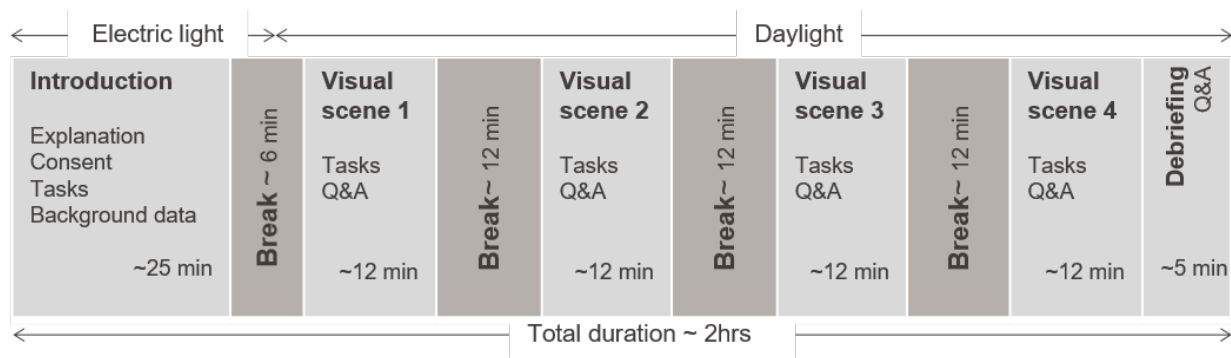 Electric light
Daylight
Introduction
Explanation
Consent
Tasks
Background data
~25 min
Break ~ 6 min
Visual
scene 1
Tasks
Q&A
~12 min
Break~ 12 min
Visual
scene 2
Tasks
Q&A
~12 min
Break~ 12 min
Visual
scene 3
Tasks
Q&A
~12 min
Break~ 12 min
Visual
scene 4
Tasks
Q&A
~12 min
Debriefing
Q&A
~5 min
Total duration ~ 2hrs